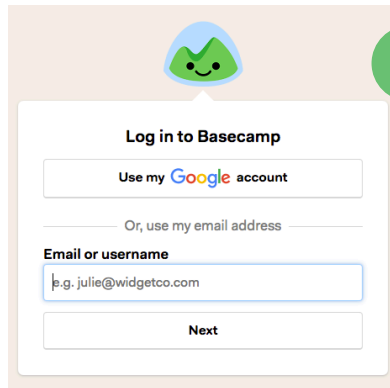 Log in to Basecamp
Use my Google account
Or, use my email address
Email or username
e.g. julie@widgetco.com
Next